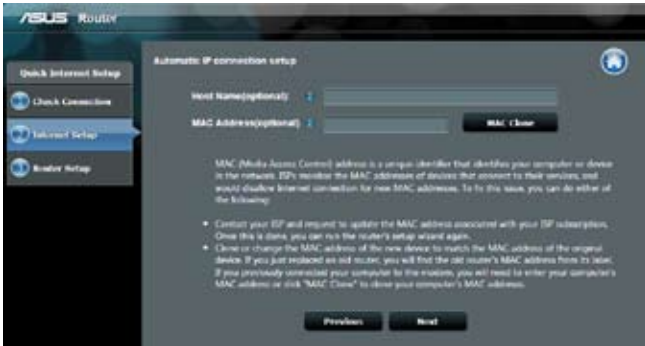 ASUS Router
Quick Internet Setup
1 Check Connection
2 Internet Setup
3 Router Setup
Automatic IP connection setup
Host Name(optional):
MAC Address(optional):
MAC Clone
MAC (Media Access Control) address is a unique identifier that identifies your computer or device
in the network. ISPs monitor the MAC addresses of devices that connect to their services, and
would disallow Internet connection for new MAC addresses. To fix this issue, you can do either of
the following:
• Contact your ISP and request to update the MAC address associated with your ISP subscription.
Once this is done, you can run the router's setup wizard again.
• Clone or change the MAC address of the new device to match the MAC address of the original
device. If you just replaced an old router, you will find the old router's MAC address from its label.
If you previously connected your computer to the modem, you will need to enter your computer's
MAC address or click "MAC Clone" to clone your computer's MAC address.
Previous
Next